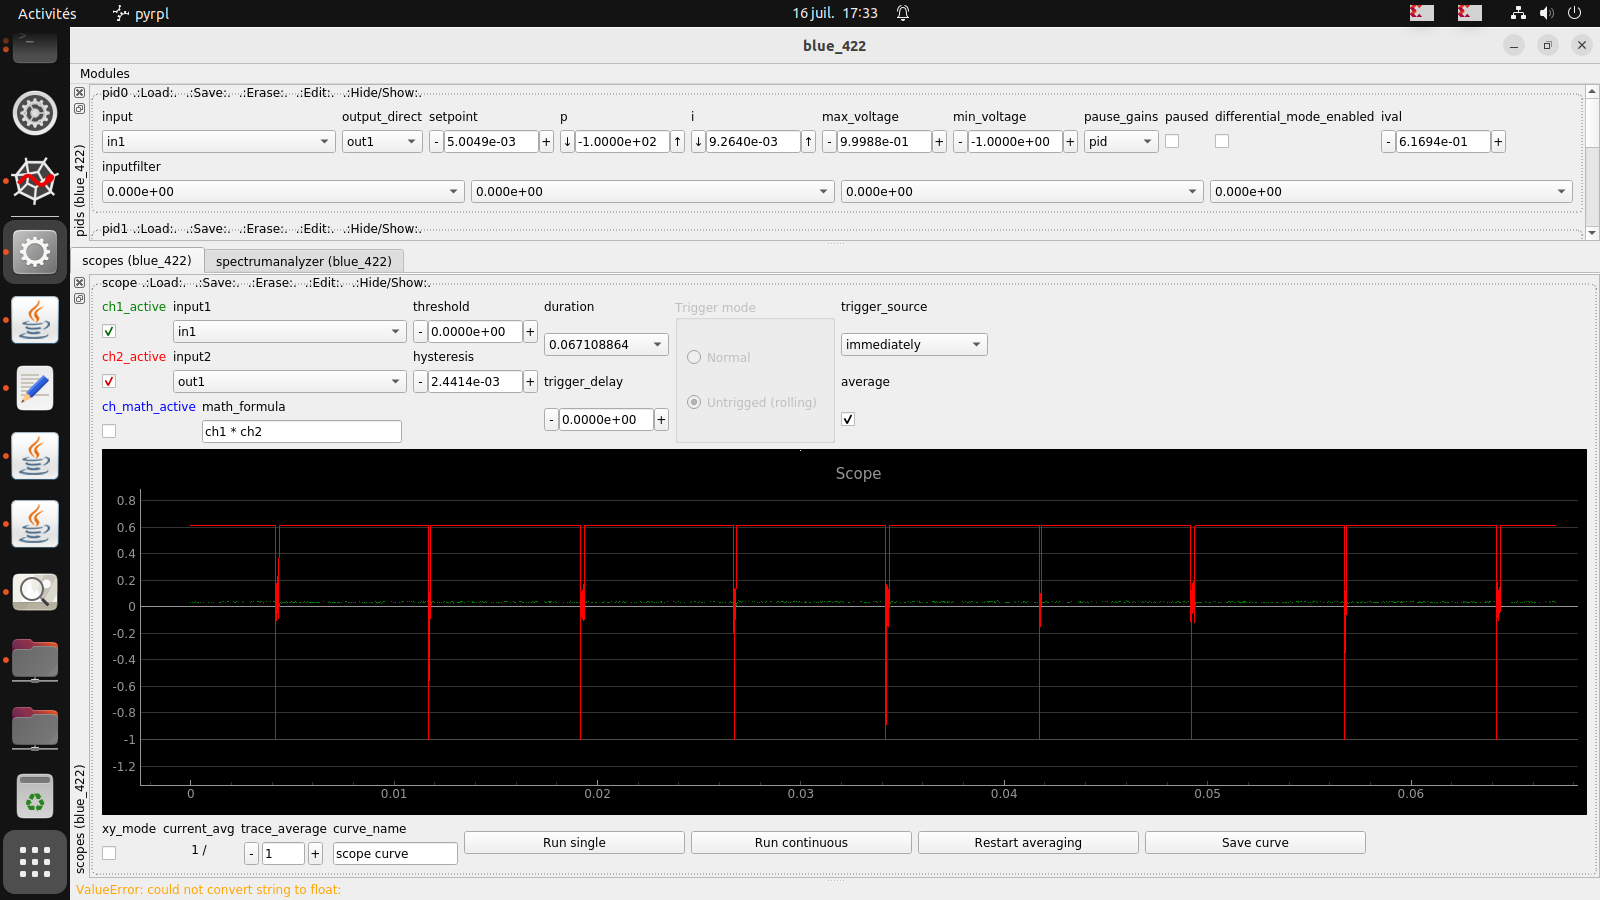 Activités pyrpl 16 juil. 17:33
blue_422
Modules
pid0 .:Load:. .:Save:. .:Erase:. .:Edit:. .:Hide/Show:.
input output_direct setpoint p i max_voltage min_voltage pause_gains paused differential_mode_enabled ival
in1 out1 - 5.0049e-03 + ↓ -1.0000e+02 ↑ ↓ 9.2640e-03 ↑ - 9.9988e-01 + - -1.0000e+00 + pid - 6.1694e-01 +
inputfilter
0.000e+00 0.000e+00 0.000e+00 0.000e+00
pid1 .:Load:. .:Save:. .:Erase:. .:Edit:. .:Hide/Show:.
pids (blue_422)
scopes (blue_422) spectrumanalyzer (blue_422)
scope .:Load:. .:Save:. .:Erase:. .:Edit:. .:Hide/Show:.
ch1_active input1 threshold duration Trigger mode trigger_source
in1 - 0.0000e+00 + 0.067108864 immediately
Normal
ch2_active input2 hysteresis
out1 - 2.4414e-03 + trigger_delay average
Untrigged (rolling)
ch_math_active math_formula
- 0.0000e+00 +
ch1 * ch2
Scope
0.8
0.6
0.4
0.2
0
-0.2
-0.4
-0.6
-0.8
-1
-1.2
0 0.01 0.02 0.03 0.04 0.05 0.06
scopes (blue_422)
xy_mode current_avg trace_average curve_name
1 / - 1 + scope curve Run single Run continuous Restart averaging Save curve
ValueError: could not convert string to float: